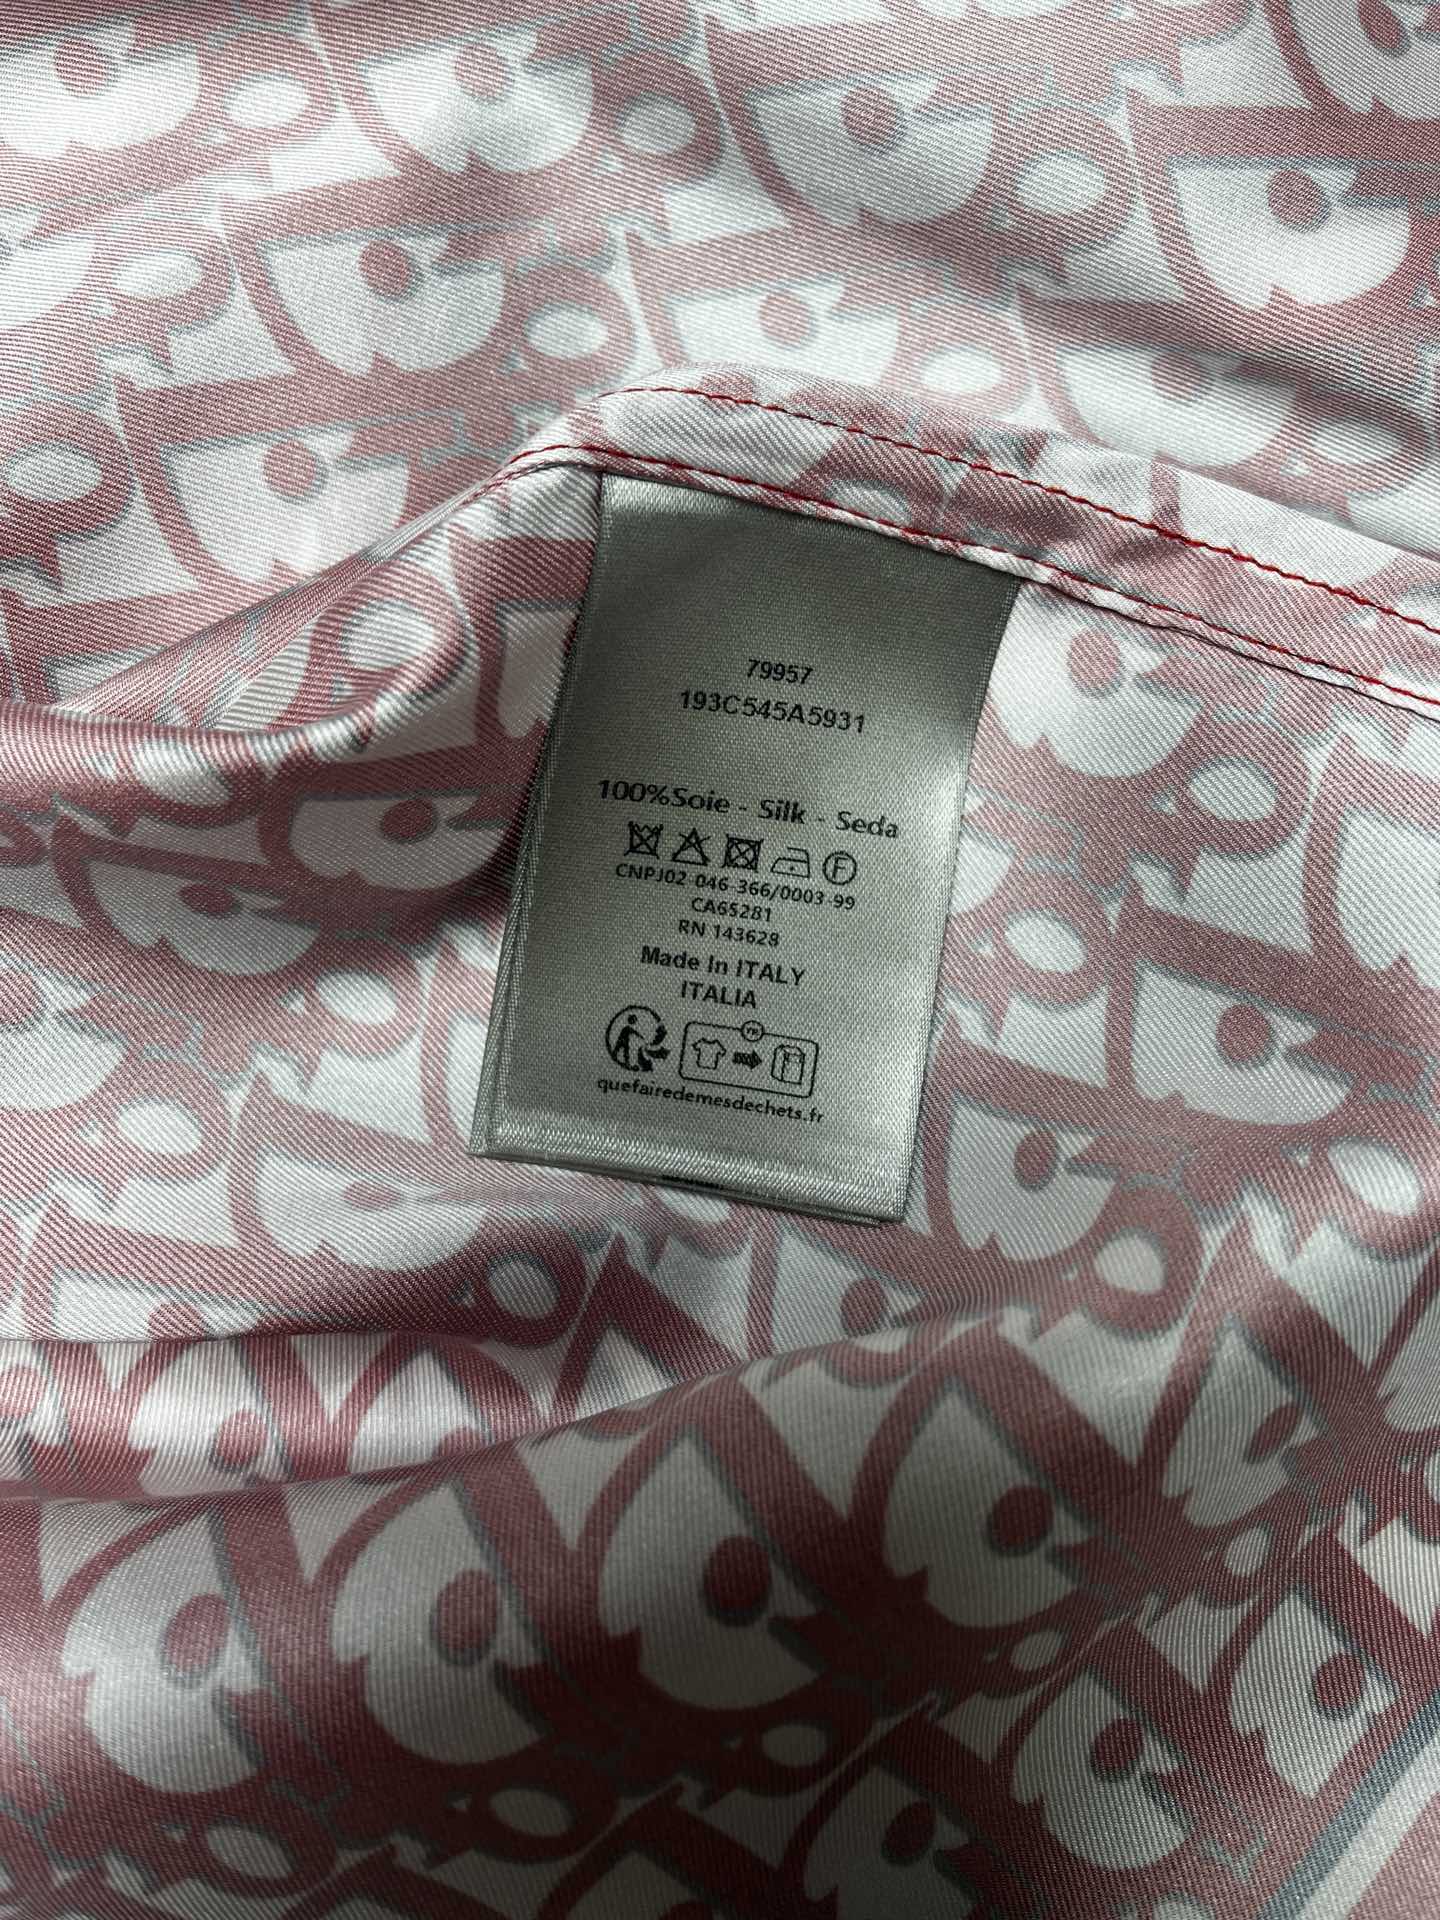 79957
193C545A5931
100%Soie - Silk - Seda
F
CNPJ02-046-366/0003-99
CA65281
RN 143628
Made In ITALY
ITALIA
FR
quefairedemesdechets.fr